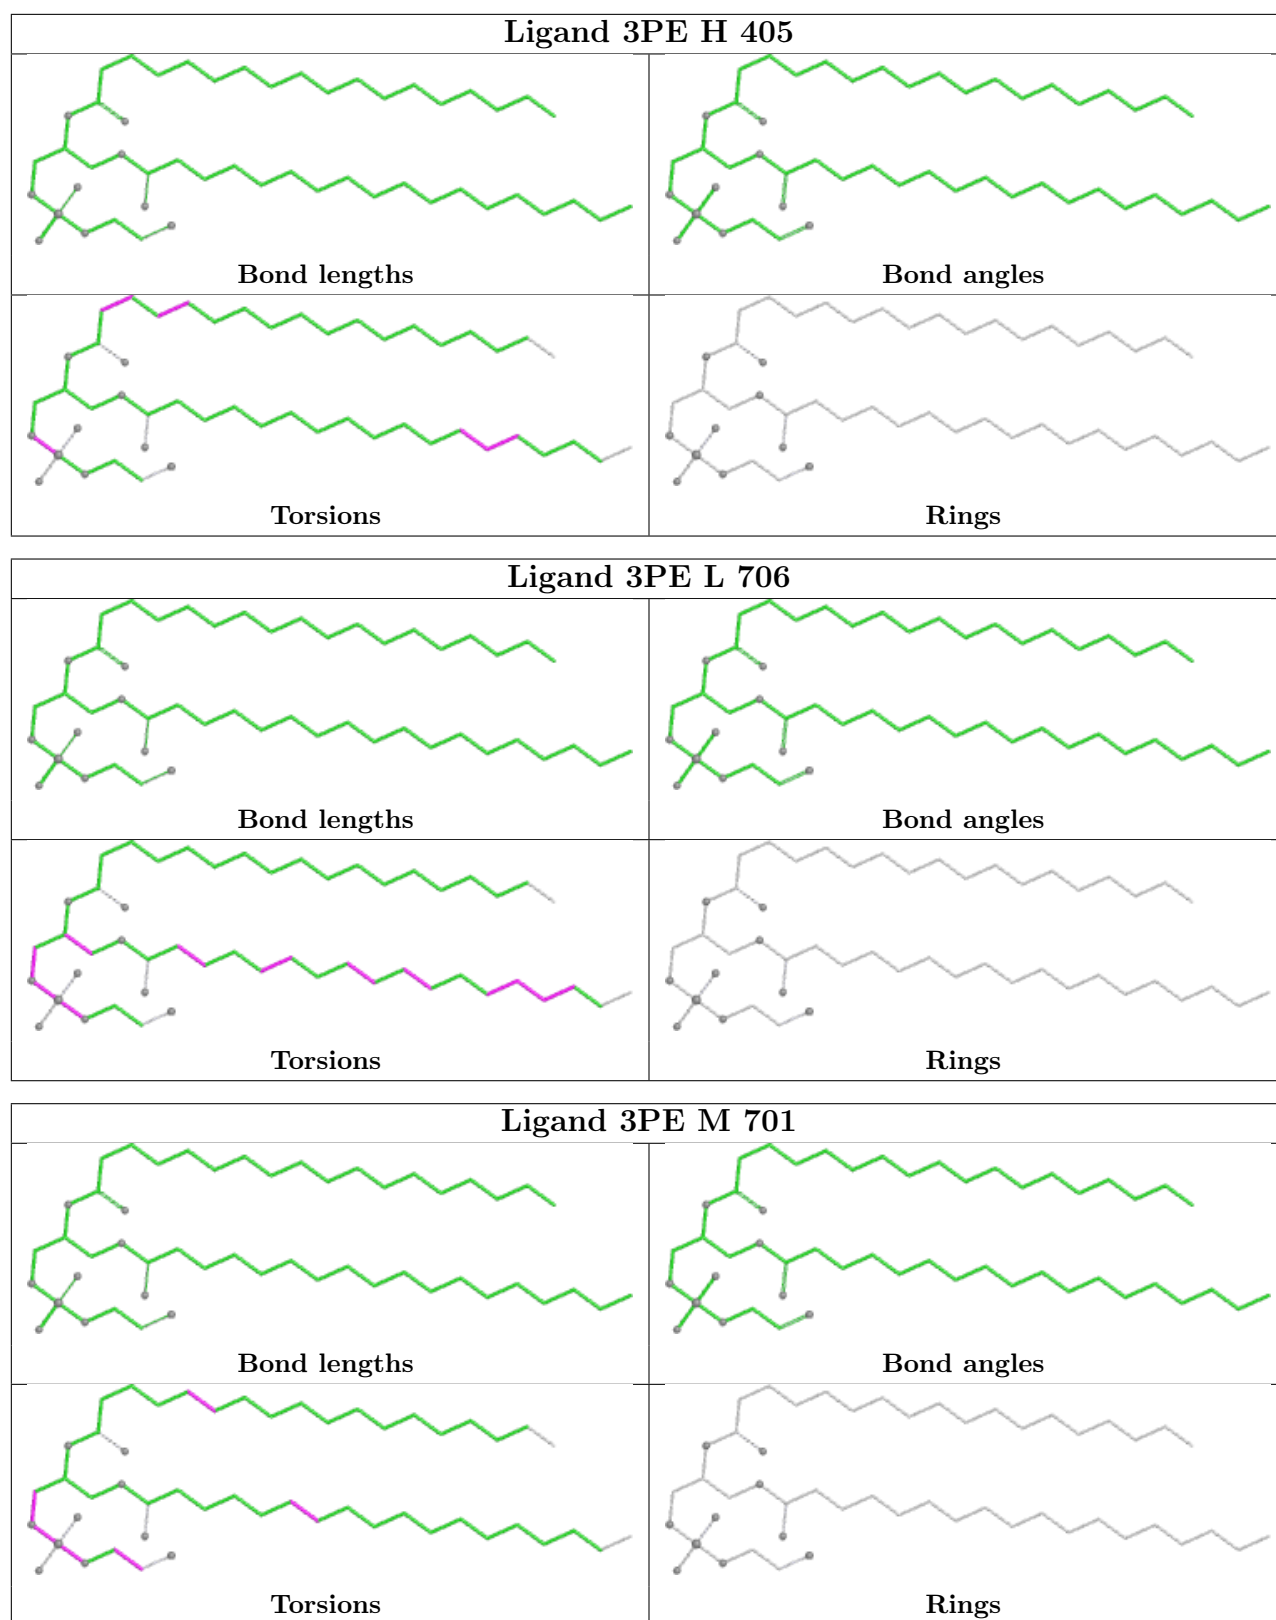 Ligand 3PE H 405
Bond lengths
Bond angles
Torsions
Rings
Ligand 3PE L 706
Bond lengths
Bond angles
Torsions
Rings
Ligand 3PE M 701
Bond lengths
Bond angles
Torsions
Rings